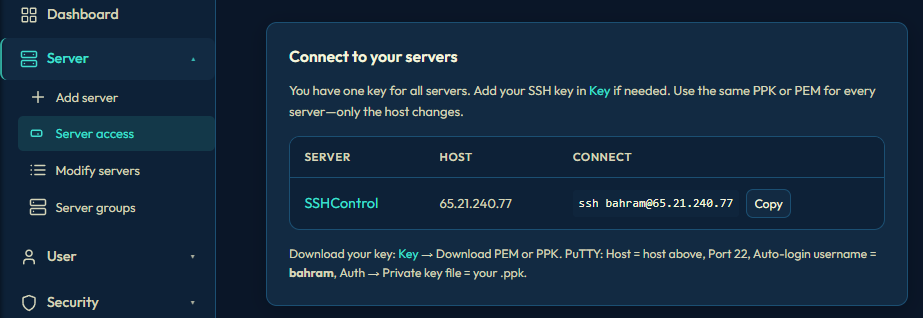 Dashboard
Server
Add server
Server access
Modify servers
Server groups
User
Security
Connect to your servers
You have one key for all servers. Add your SSH key in Key if needed. Use the same PPK or PEM for every
server—only the host changes.
SERVER HOST CONNECT
SSHControl 65.21.240.77 ssh bahram@65.21.240.77 Copy
Download your key: Key → Download PEM or PPK. PuTTY: Host = host above, Port 22, Auto-login username =
bahram, Auth → Private key file = your .ppk.